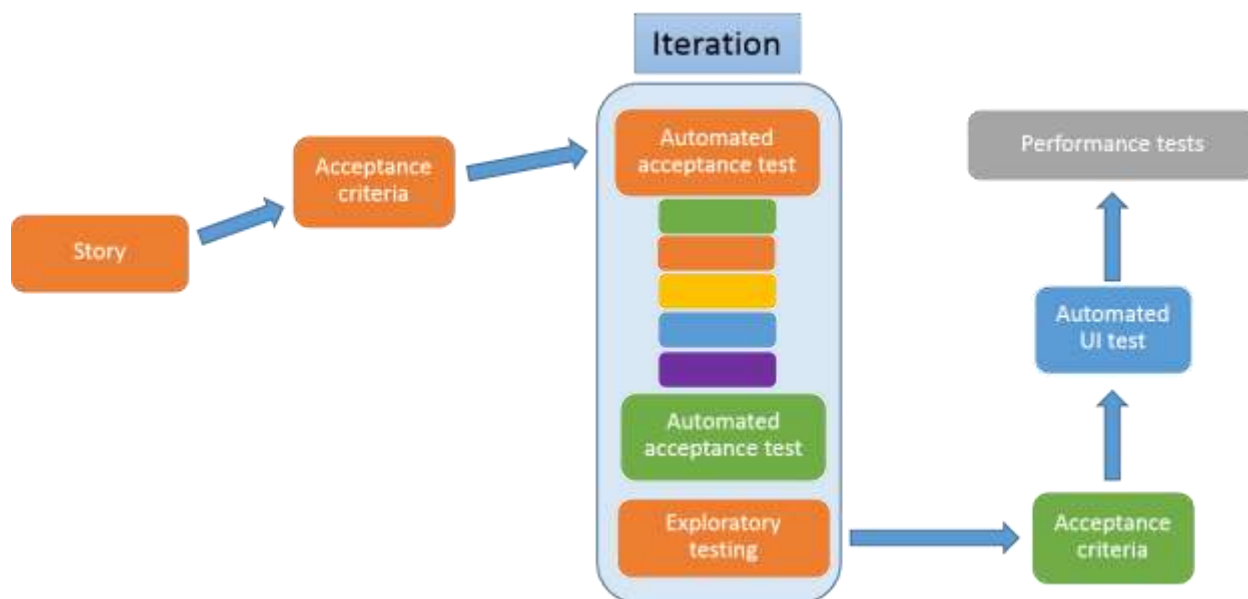 Iteration
Automated
acceptance test
Performance tests
Acceptance
criteria
Story
Automated
UI test
Automated
acceptance test
Exploratory
testing
Acceptance
criteria